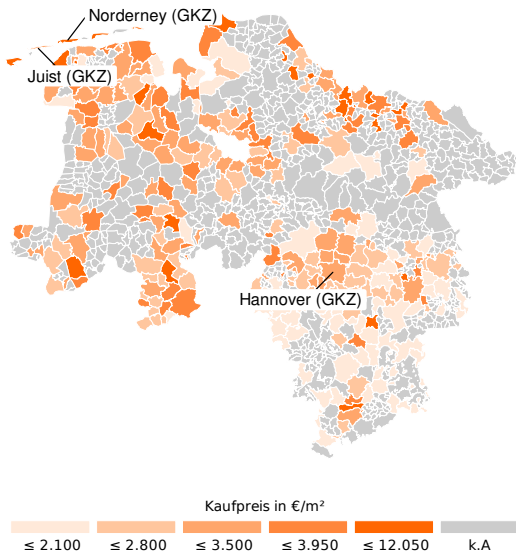 Norderney (GKZ)
Juist (GKZ)
Hannover (GKZ)
Kaufpreis in €/m²
≤ 2.100 ≤ 2.800 ≤ 3.500 ≤ 3.950 ≤ 12.050 k.A